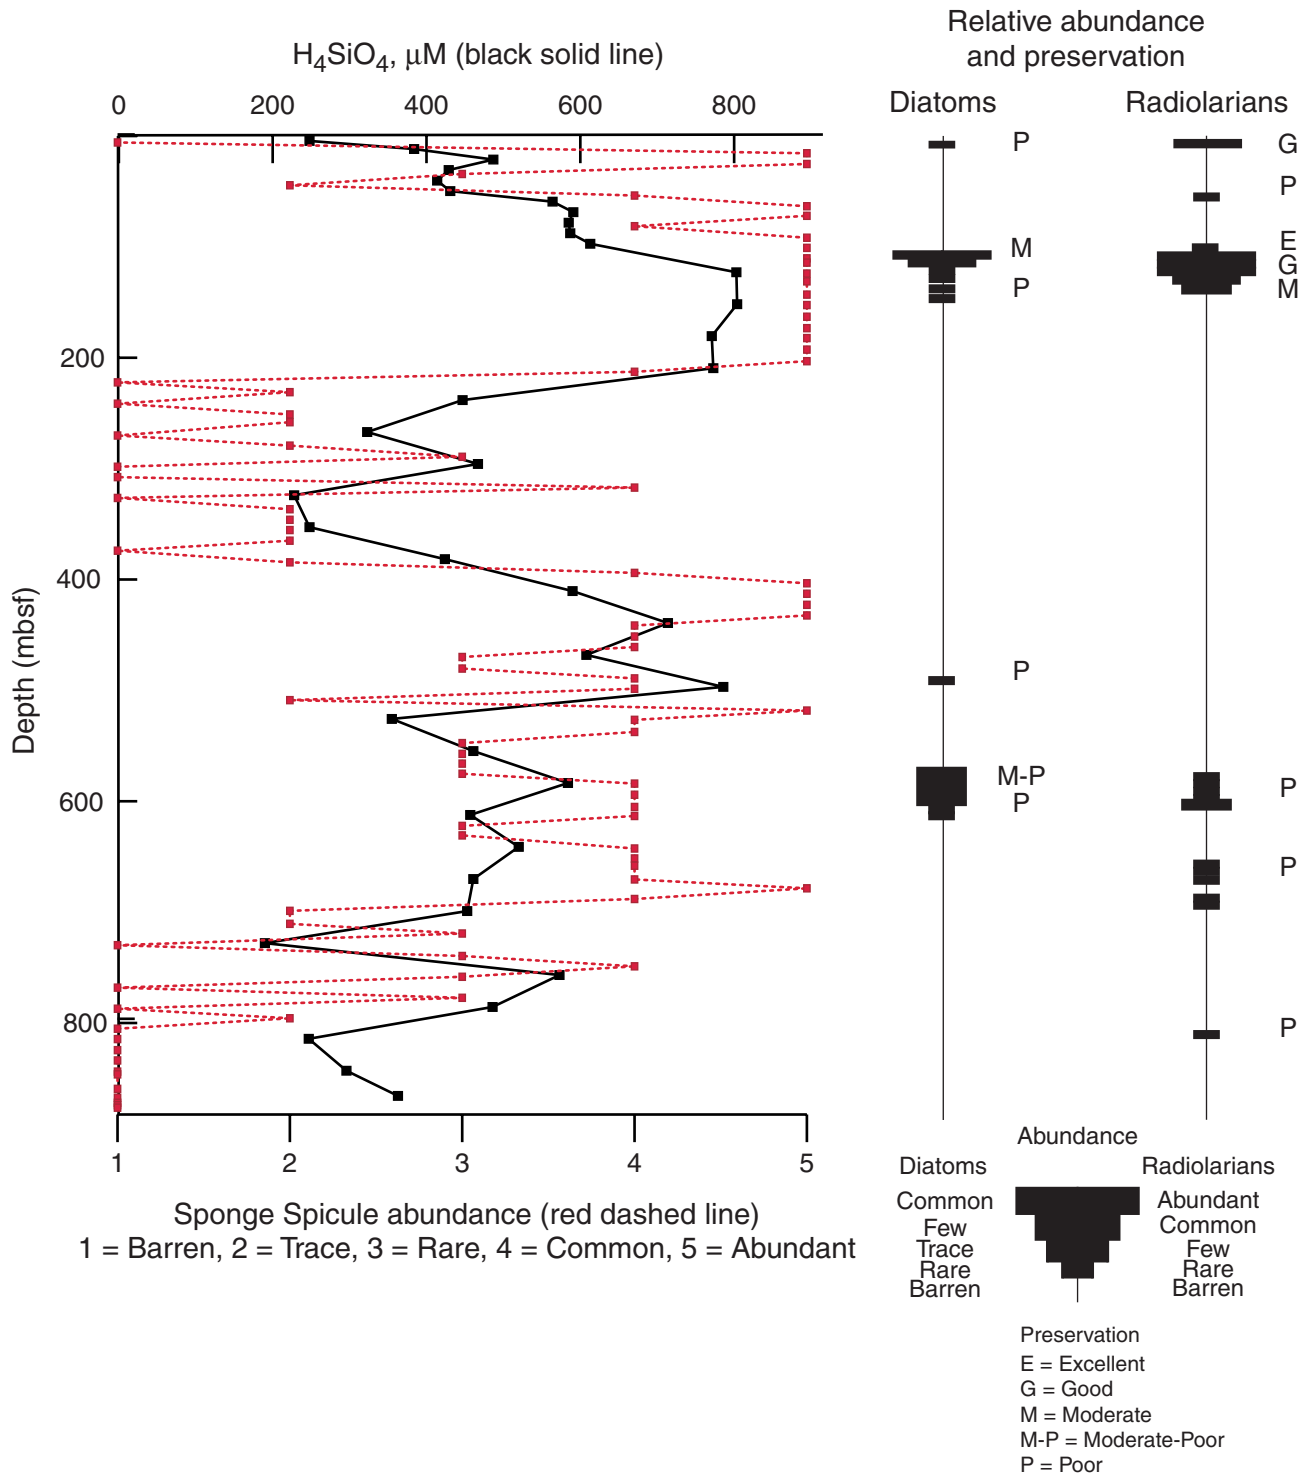 Relative abundance
and preservation
H4SiO4, μM (black solid line)
Diatoms
Radiolarians
0 200 400 600 800
P
G
P
M
E
G
P
M
200
400
Depth (mbsf)
P
M-P
P
600
P
P
800
P
1 2 3 4 5
Sponge Spicule abundance (red dashed line)
1 = Barren, 2 = Trace, 3 = Rare, 4 = Common, 5 = Abundant
Abundance
Diatoms Radiolarians
Common Abundant
Few Common
Trace Few
Rare Rare
Barren Barren
Preservation
E = Excellent
G = Good
M = Moderate
M-P = Moderate-Poor
P = Poor